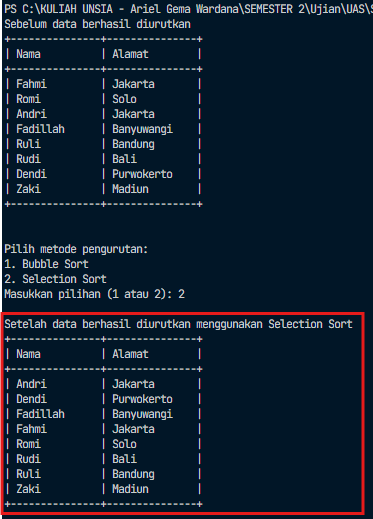 PS C:\KULIAH UNSIA - Ariel Gema Wardana\SEMESTER 2\Ujian\UAS\S
Sebelum data berhasil diurutkan
+---------------+---------------+
| Nama          | Alamat        |
+---------------+---------------+
| Fahmi         | Jakarta       |
| Romi          | Solo          |
| Andri         | Jakarta       |
| Fadillah      | Banyuwangi    |
| Ruli          | Bandung       |
| Rudi          | Bali          |
| Dendi         | Purwokerto    |
| Zaki          | Madiun        |
+---------------+---------------+
Pilih metode pengurutan:
1. Bubble Sort
2. Selection Sort
Masukkan pilihan (1 atau 2): 2
Setelah data berhasil diurutkan menggunakan Selection Sort
+---------------+---------------+
| Nama          | Alamat        |
+---------------+---------------+
| Andri         | Jakarta       |
| Dendi         | Purwokerto    |
| Fadillah      | Banyuwangi    |
| Fahmi         | Jakarta       |
| Romi          | Solo          |
| Rudi          | Bali          |
| Ruli          | Bandung       |
| Zaki          | Madiun        |
+---------------+---------------+